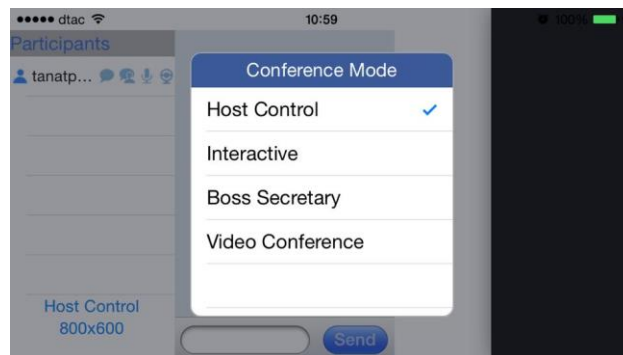 dtac
10:59
100%
Participants
tanatp...
Conference Mode
Host Control
Interactive
Boss Secretary
Video Conference
Host Control
800x600
Send